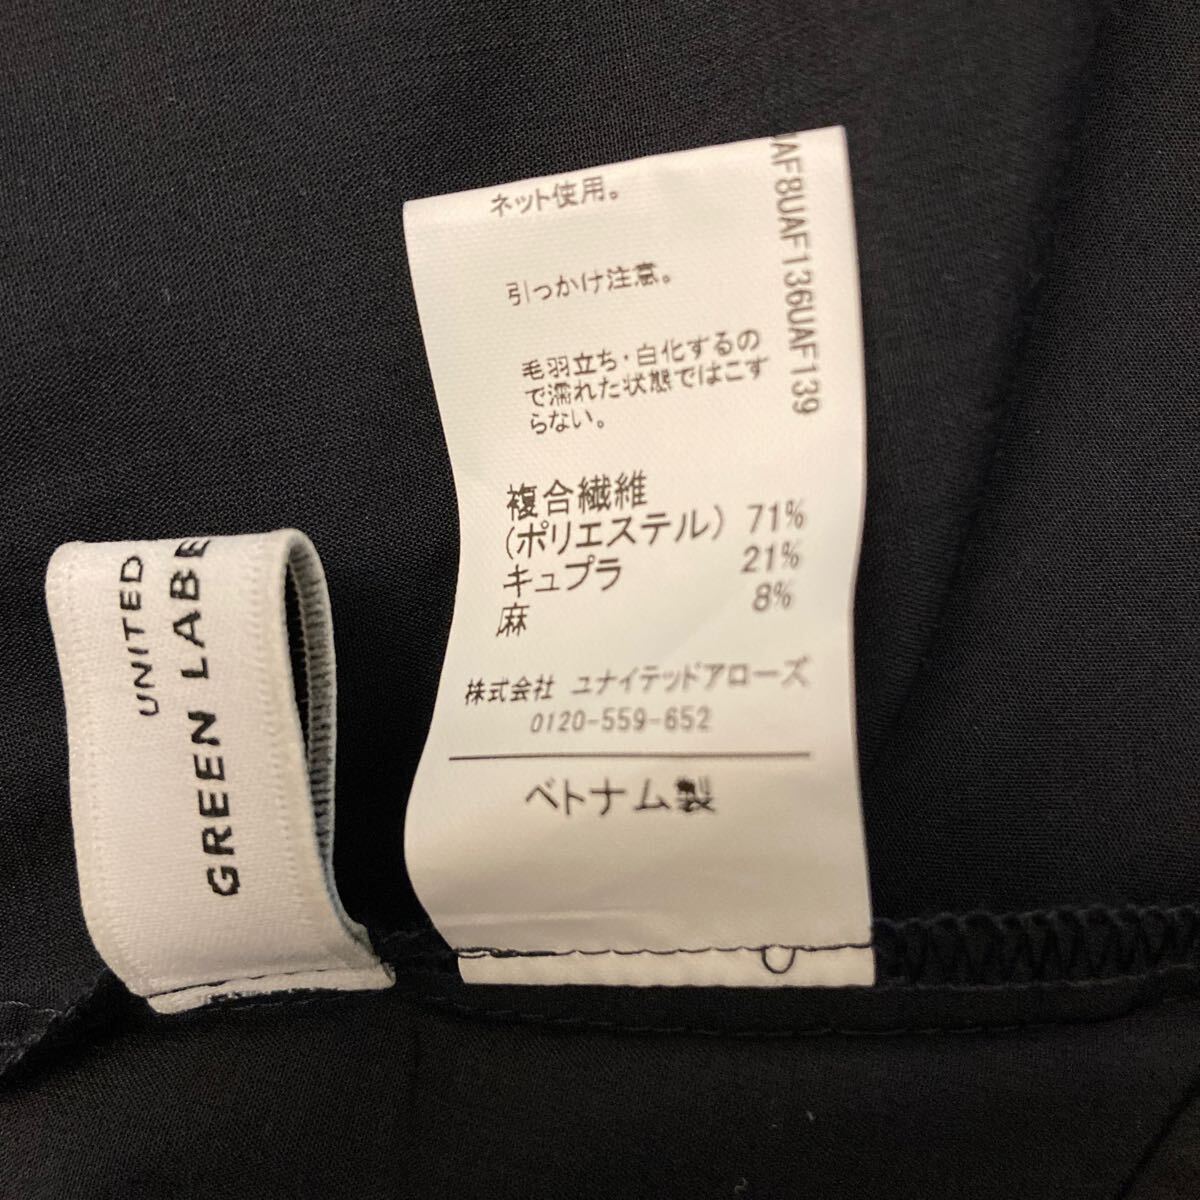 ネット使用。
引っかけ注意。
毛羽立ち・白化するの
で濡れた状態ではこす
らない。
複合繊維
(ポリエステル) 71%
キュプラ 21%
麻 8%
株式会社 ユナイテッドアローズ
0120-559-652
ベトナム製
UAF8UAF136UAF139
UNITED
GREEN LABE